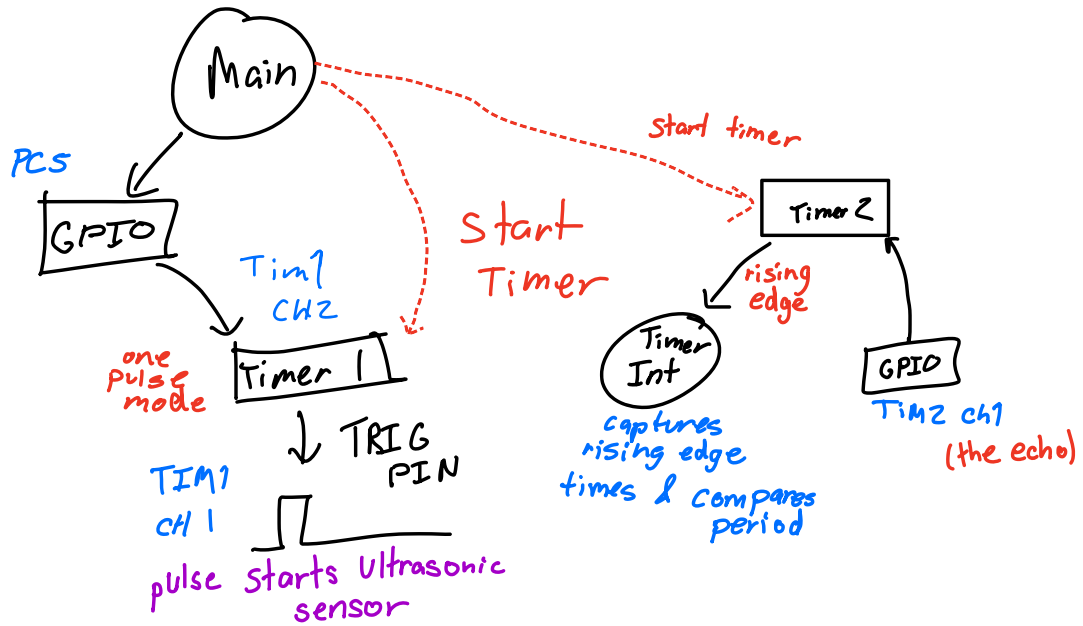 Main
PC5
GPIO
Start timer
Timer 2
Start
Timer
Tim1
CH2
rising
edge
one
pulse
mode
Timer 1
Timer
Int
GPIO
TIM2 ch1
(the echo)
captures
rising edge
times & compares
period
TRIG
PIN
TIM1
CH 1
pulse starts ultrasonic
sensor